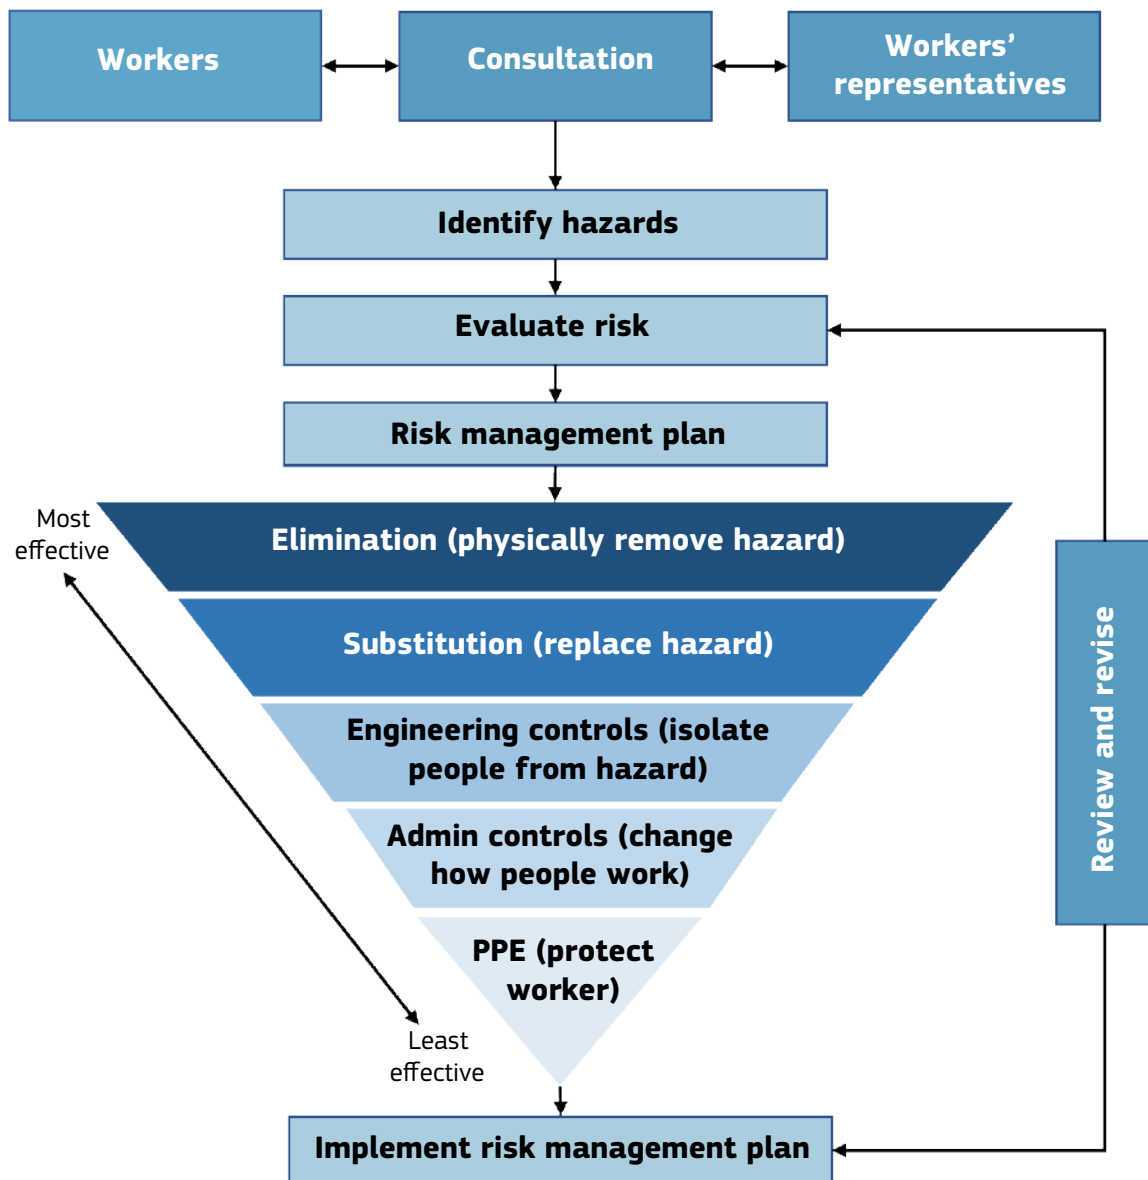 Workers
Consultation
Workers’
representatives
Identify hazards
Evaluate risk
Risk management plan
Most
effective
Elimination (physically remove hazard)
Substitution (replace hazard)
Engineering controls (isolate
people from hazard)
Admin controls (change
how people work)
PPE (protect
worker)
Least
effective
Implement risk management plan
Review and revise